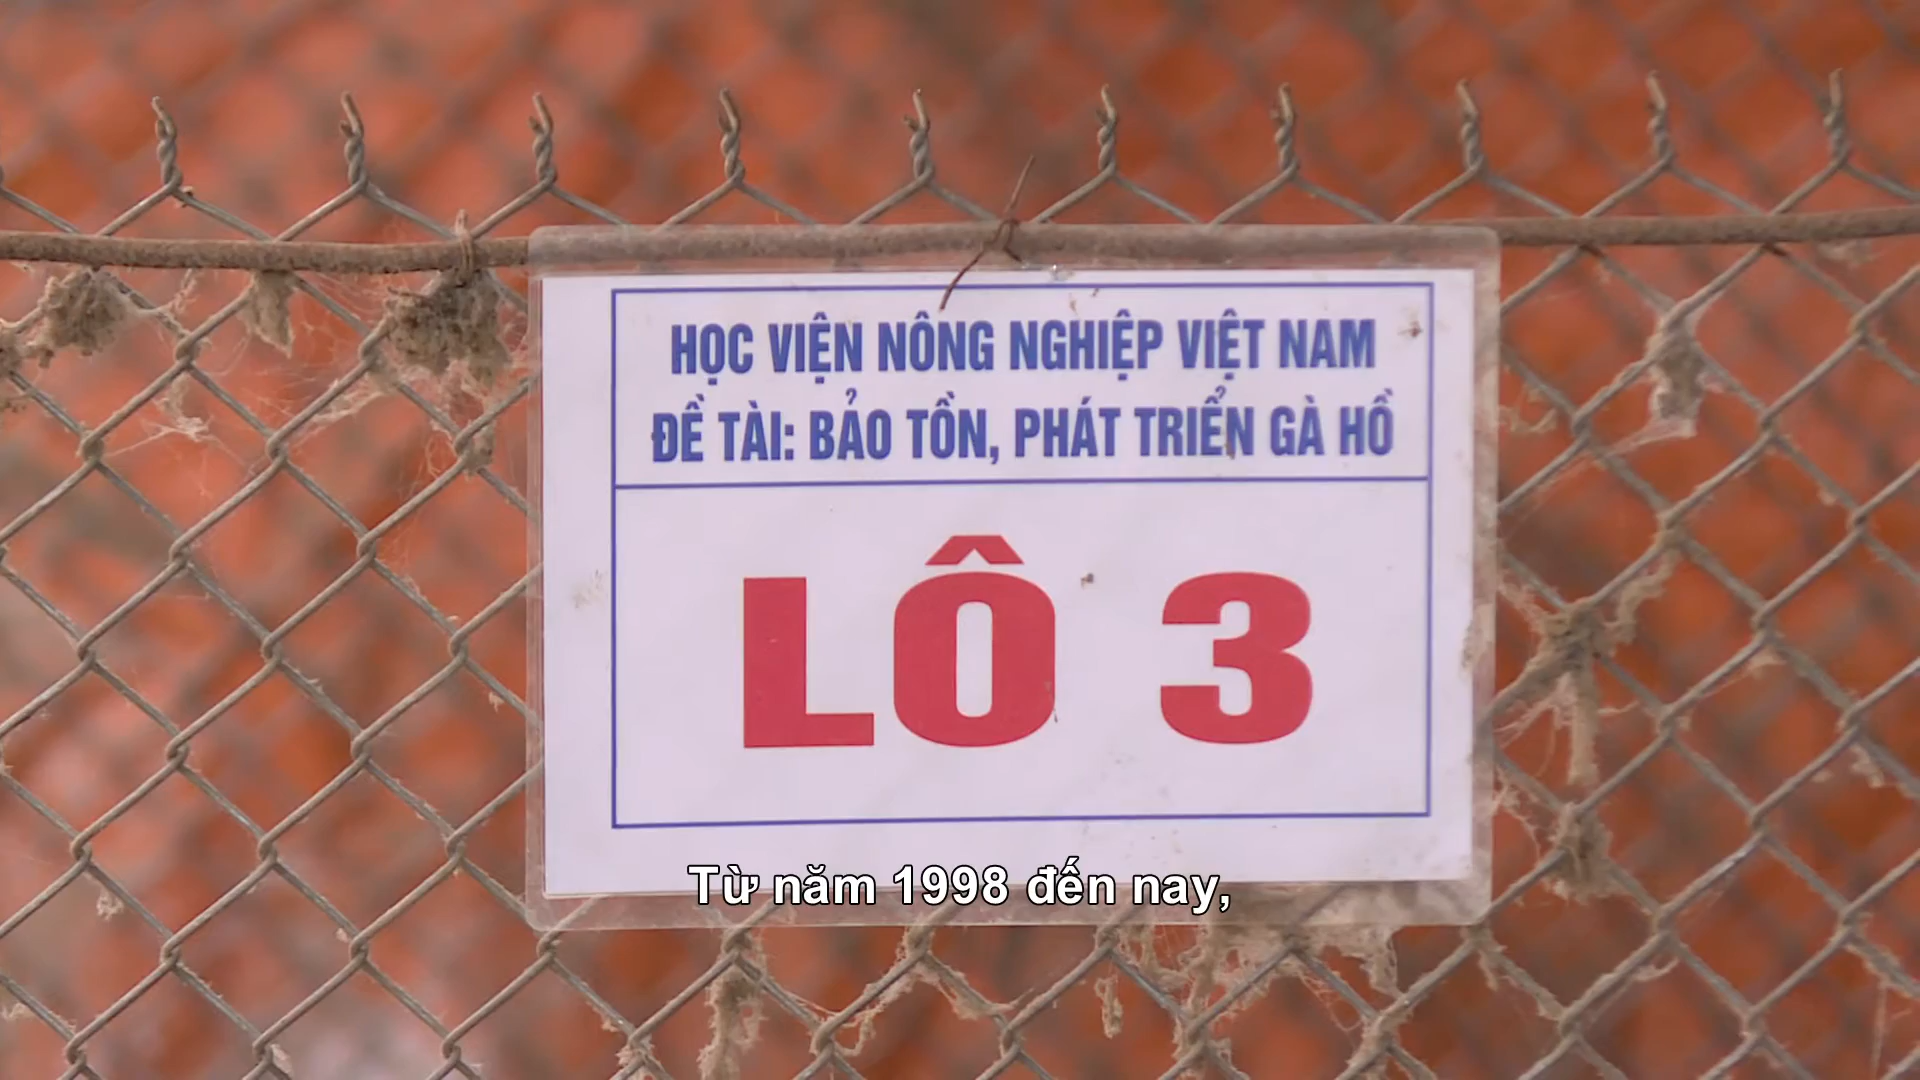 HỌC VIỆN NÔNG NGHIỆP VIỆT NAM
ĐỀ TÀI: BẢO TỒN, PHÁT TRIỂN GÀ HỒ
LÔ 3
Từ năm 1998 đến nay,